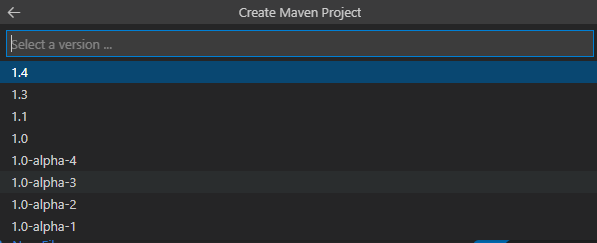 Create Maven Project
Select a version ...
1.4
1.3
1.1
1.0
1.0-alpha-4
1.0-alpha-3
1.0-alpha-2
1.0-alpha-1